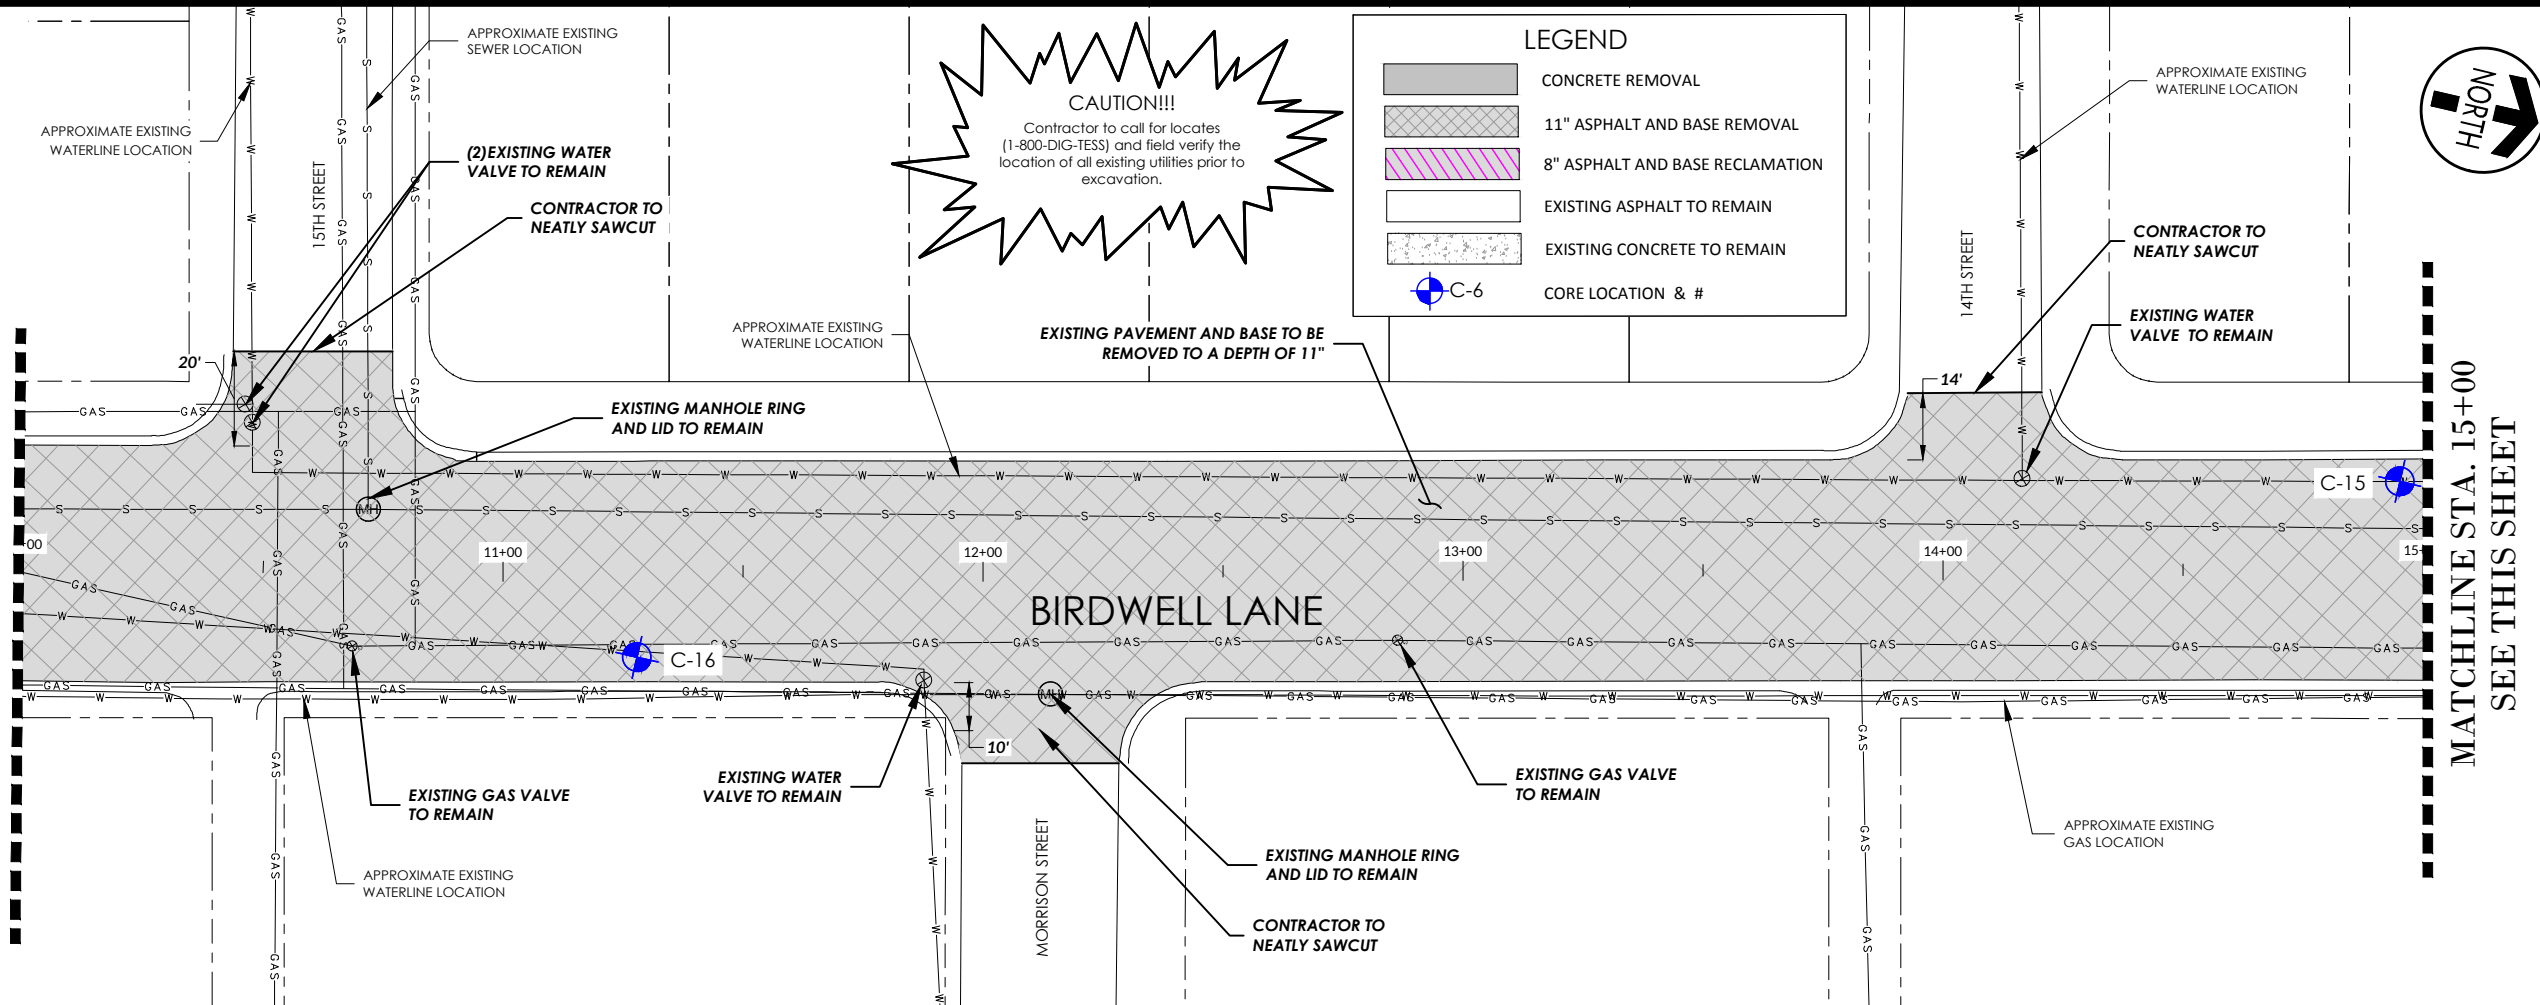 APPROXIMATE EXISTING
SEWER LOCATION
APPROXIMATE EXISTING
WATERLINE LOCATION
(2)EXISTING WATER
VALVE TO REMAIN
15TH STREET
CONTRACTOR TO
NEATLY SAWCUT
20'
CAUTION!!!
Contractor to call for locates
(1-800-DIG-TESS) and field verify the
location of all existing utilities prior to
excavation.
LEGEND
CONCRETE REMOVAL
11" ASPHALT AND BASE REMOVAL
8" ASPHALT AND BASE RECLAMATION
EXISTING ASPHALT TO REMAIN
EXISTING CONCRETE TO REMAIN
C-6
CORE LOCATION & #
APPROXIMATE EXISTING
WATERLINE LOCATION
NORTH
14TH STREET
CONTRACTOR TO
NEATLY SAWCUT
EXISTING WATER
VALVE TO REMAIN
14'
APPROXIMATE EXISTING
WATERLINE LOCATION
EXISTING PAVEMENT AND BASE TO BE
REMOVED TO A DEPTH OF 11"
EXISTING MANHOLE RING
AND LID TO REMAIN
MH
C-15
MATCHLINE STA. 15+00
SEE THIS SHEET
00
11+00
12+00
13+00
14+00
15+
BIRDWELL LANE
GAS
W
S
C-16
MH
10'
EXISTING GAS VALVE
TO REMAIN
EXISTING WATER
VALVE TO REMAIN
EXISTING GAS VALVE
TO REMAIN
APPROXIMATE EXISTING
WATERLINE LOCATION
MORRISON STREET
EXISTING MANHOLE RING
AND LID TO REMAIN
CONTRACTOR TO
NEATLY SAWCUT
APPROXIMATE EXISTING
GAS LOCATION